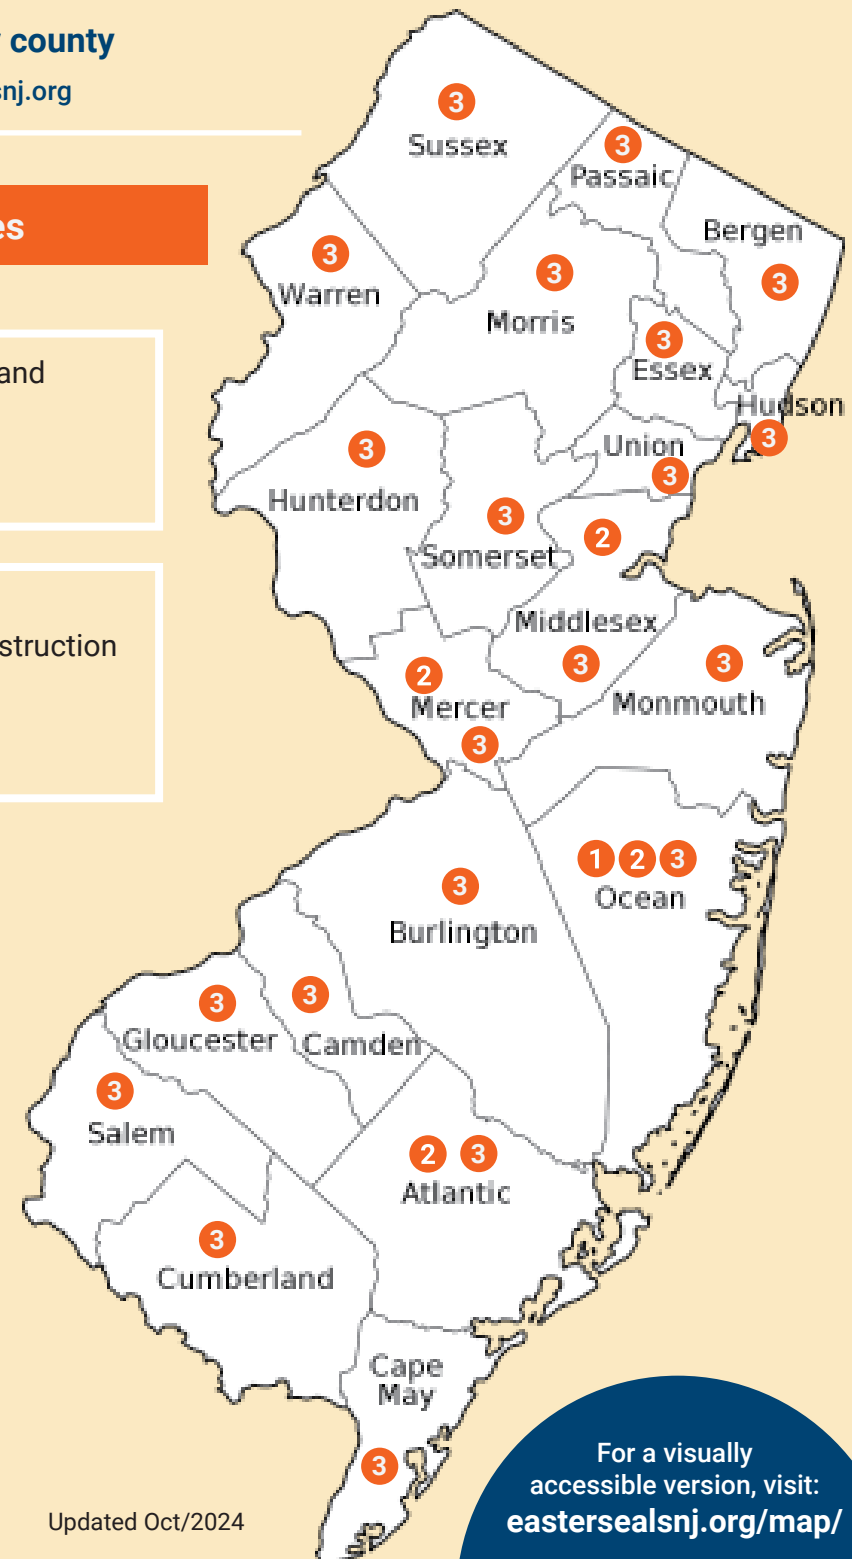 county
nj.org
es
and
struction
3
Sussex
3
Passaic
Bergen
3
3
Warren
3
Morris
3
Essex
Hudson
3
Union
3
3
Hunterdon
3
Somerset
2
Middlesex
3
3
Monmouth
2
Mercer
3
1 2 3
Ocean
3
Burlington
3
Gloucester
3
Camden
3
Salem
2 3
Atlantic
3
Cumberland
Cape
May
3
For a visually
accessible version, visit:
eastersealsnj.org/map/
Updated Oct/2024